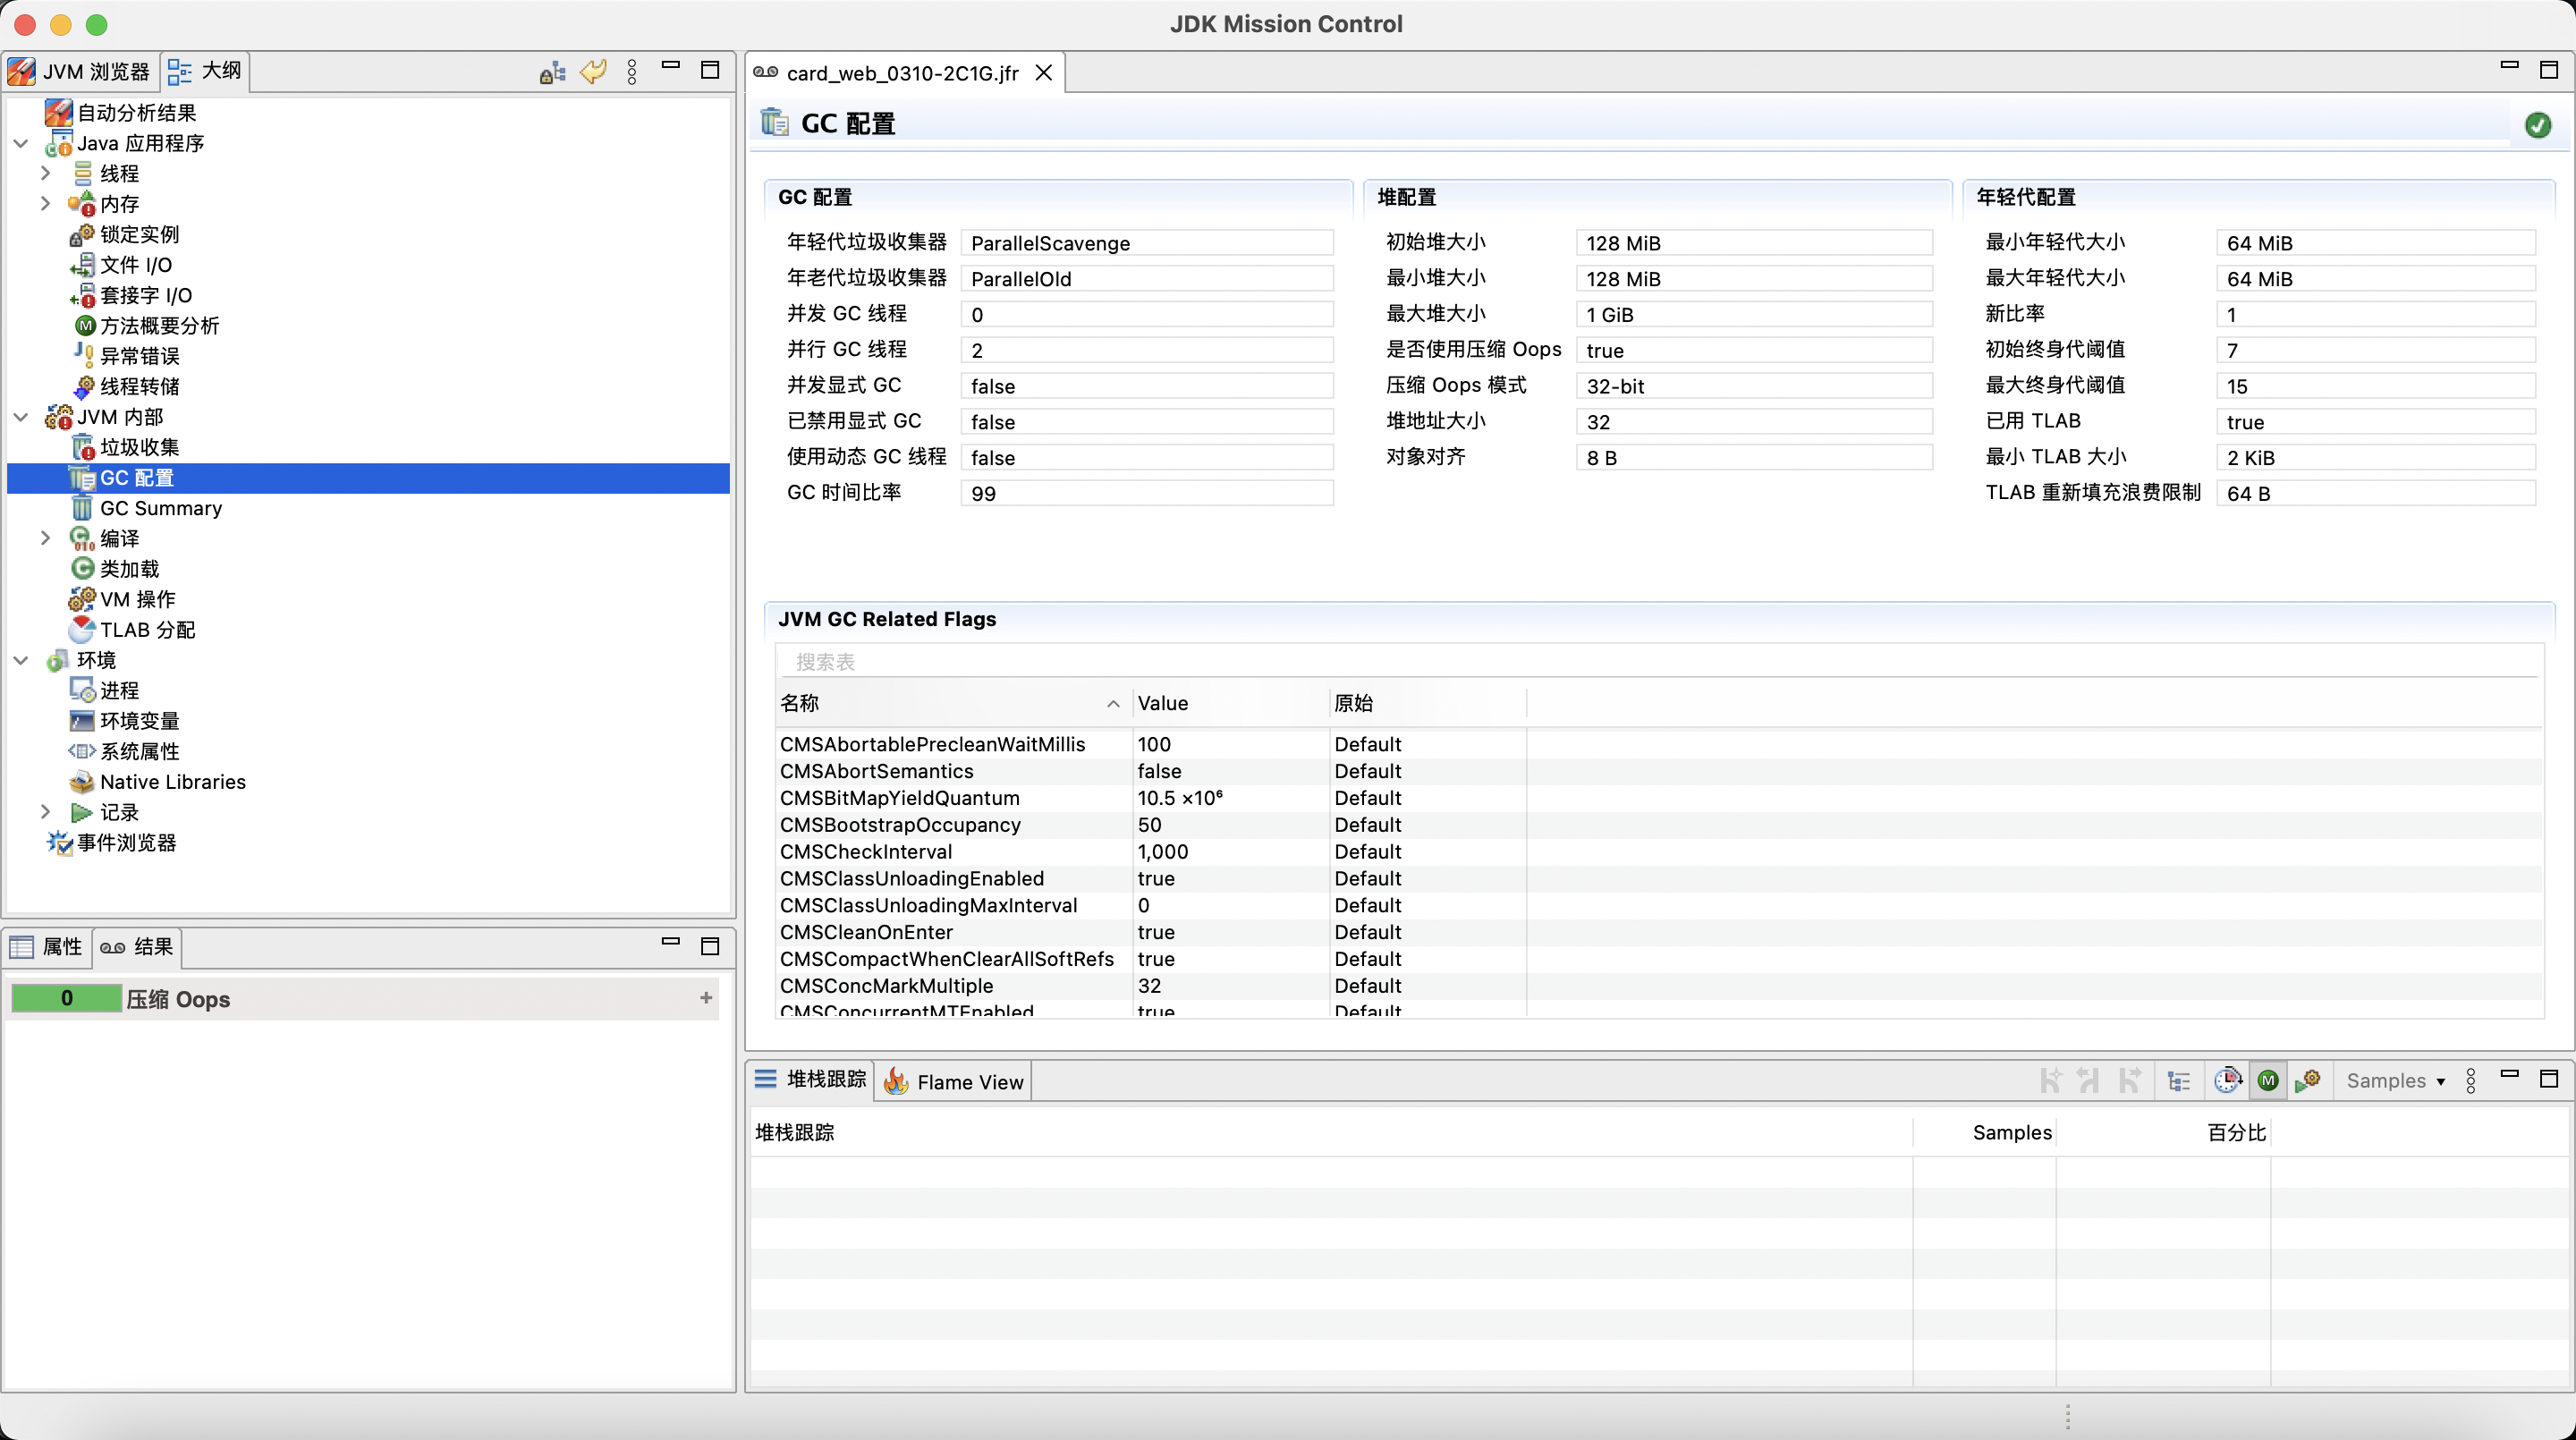 JDK Mission Control
JVM 浏览器
大纲
自动分析结果
Java 应用程序
线程
内存
锁定实例
文件 I/O
套接字 I/O
方法概要分析
异常错误
线程转储
JVM 内部
垃圾收集
GC 配置
GC Summary
编译
类加载
VM 操作
TLAB 分配
环境
进程
环境变量
系统属性
Native Libraries
记录
事件浏览器
属性
结果
0 压缩 Oops
card_web_0310-2C1G.jfr
GC 配置
GC 配置
年轻代垃圾收集器 ParallelScavenge
年老代垃圾收集器 ParallelOld
并发 GC 线程 0
并行 GC 线程 2
并发显式 GC false
已禁用显式 GC false
使用动态 GC 线程 false
GC 时间比率 99
堆配置
初始堆大小 128 MiB
最小堆大小 128 MiB
最大堆大小 1 GiB
是否使用压缩 Oops true
压缩 Oops 模式 32-bit
堆地址大小 32
对象对齐 8 B
年轻代配置
最小年轻代大小 64 MiB
最大年轻代大小 64 MiB
新比率 1
初始终身代阈值 7
最大终身代阈值 15
已用 TLAB true
最小 TLAB 大小 2 KiB
TLAB 重新填充浪费限制 64 B
JVM GC Related Flags
搜索表
名称 Value 原始
CMSAbortablePrecleanWaitMillis 100 Default
CMSAbortSemantics false Default
CMSBitMapYieldQuantum 10.5 ×10⁶ Default
CMSBootstrapOccupancy 50 Default
CMSCheckInterval 1,000 Default
CMSClassUnloadingEnabled true Default
CMSClassUnloadingMaxInterval 0 Default
CMSCleanOnEnter true Default
CMSCompactWhenClearAllSoftRefs true Default
CMSConcMarkMultiple 32 Default
CMSConcurrentMTEnabled true Default
堆栈跟踪
Flame View
Samples
堆栈跟踪 Samples 百分比